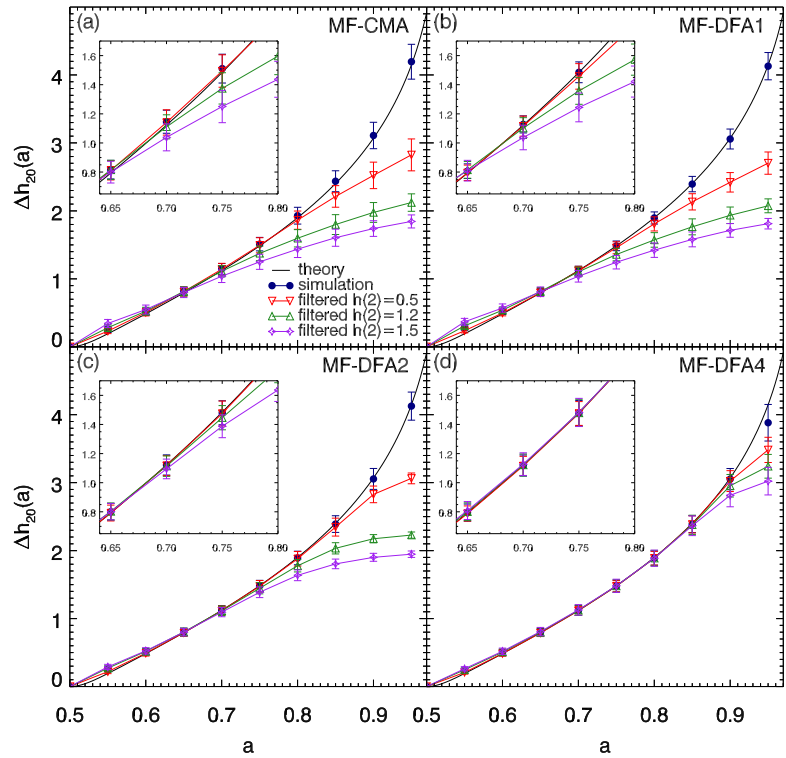 (a) MF-CMA
(b) MF-DFA1
1.6 1.6
1.4 1.4
1.2 1.2
1.0 1.0
0.8 0.8
0.65 0.70 0.75 0.80 0.65 0.70 0.75 0.80
4
3
2
1
0
Δh20(a)
theory
simulation
filtered h(2)=0.5
filtered h(2)=1.2
filtered h(2)=1.5
(c) MF-DFA2
(d) MF-DFA4
1.6 1.6
1.4 1.4
1.2 1.2
1.0 1.0
0.8 0.8
0.65 0.70 0.75 0.80 0.65 0.70 0.75 0.80
4
3
2
1
0
Δh20(a)
0.5 0.6 0.7 0.8 0.9 0.5 0.6 0.7 0.8 0.9
a a